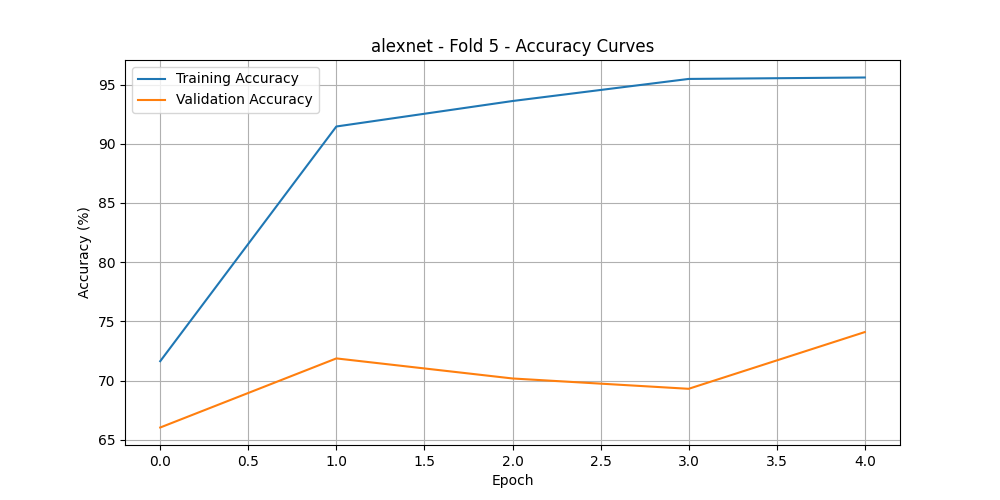 alexnet - Fold 5 - Accuracy Curves
Training Accuracy
Validation Accuracy
Accuracy (%)
95
90
85
80
75
70
65
0.0 0.5 1.0 1.5 2.0 2.5 3.0 3.5 4.0
Epoch